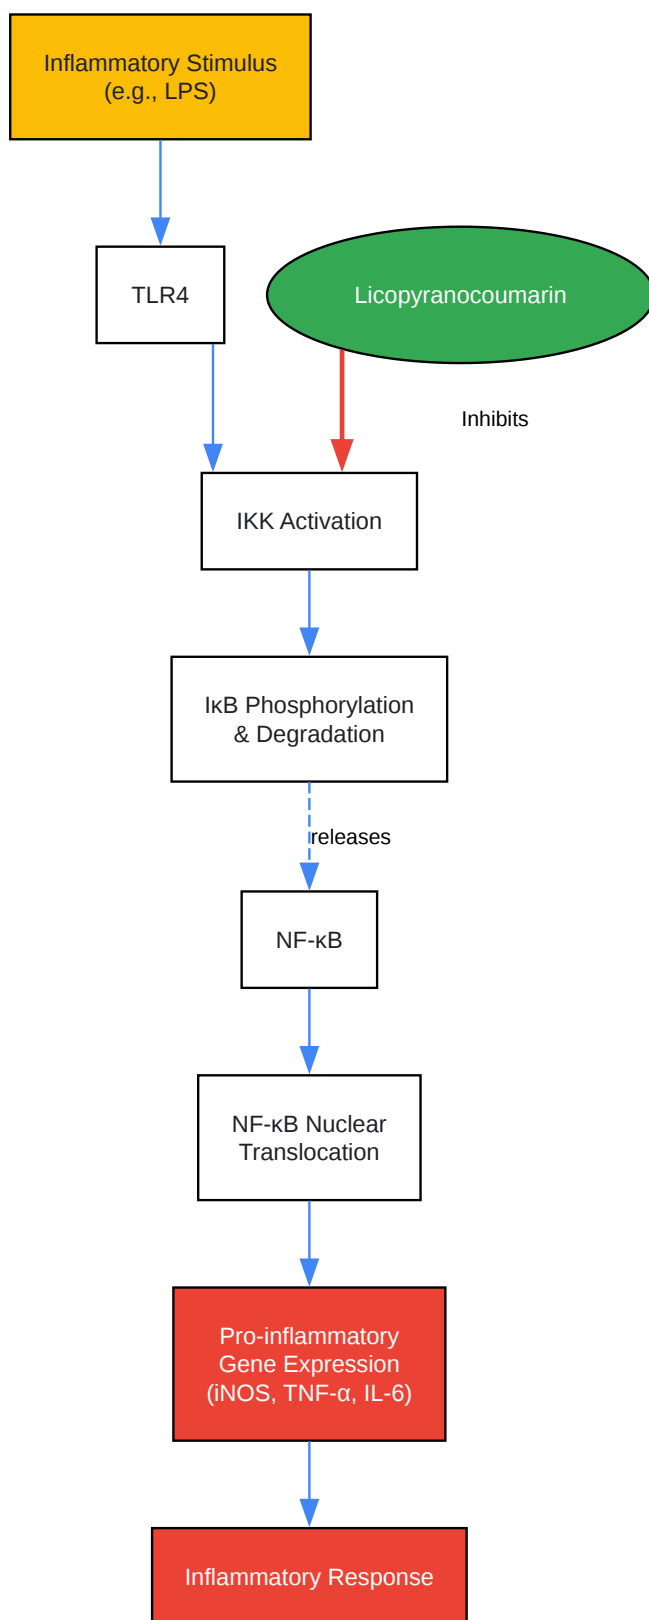 Inflammatory Stimulus
(e.g., LPS)
TLR4
Licopyranocoumarin
Inhibits
IKK Activation
IκB Phosphorylation
& Degradation
releases
NF-κB
NF-κB Nuclear
Translocation
Pro-inflammatory
Gene Expression
(iNOS, TNF-α, IL-6)
Inflammatory Response